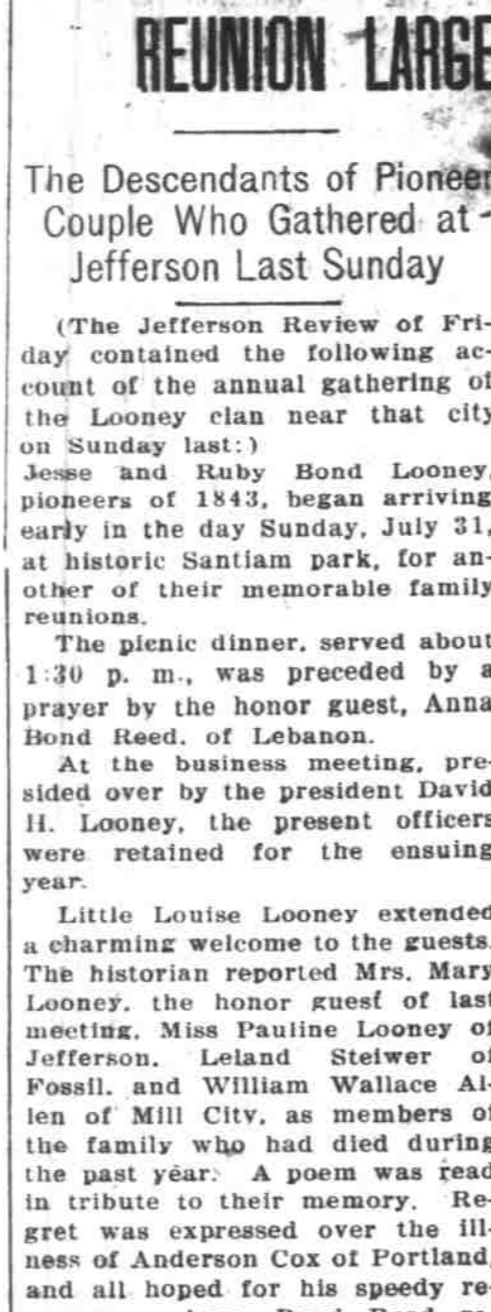 REUNION LARGE
The Descendants of Pioneer
Couple Who Gathered at
Jefferson Last Sunday
(The Jefferson Review of Fri-
day contained the following ac-
count of the annual gathering of
the Looney clan near that city
on Sunday last:)
Jesse and Ruby Bond Looney,
pioneers of 1843, began arriving
early in the day Sunday, July 31,
at historic Santiam park, for an-
other of their memorable family
reunions.
The picnic dinner, served about
1:30 p. m., was preceded by a
prayer by the honor guest, Anna
Bond Reed, of Lebanon.
At the business meeting, pre-
sided over by the president David
H. Looney, the present officers
were retained for the ensuing
year.
Little Louise Looney extended
a charming welcome to the guests.
The historian reported Mrs. Mary
Looney, the honor guest of last
meeting, Miss Pauline Looney of
Jefferson, Leland Steiwer of
Fossil, and William Wallace Al-
len of Mill City, as members of
the family who had died during
the past year. A poem was read
in tribute to their memory. Re-
gret was expressed over the ill-
ness of Anderson Cox of Portland,
and all hoped for his speedy re-